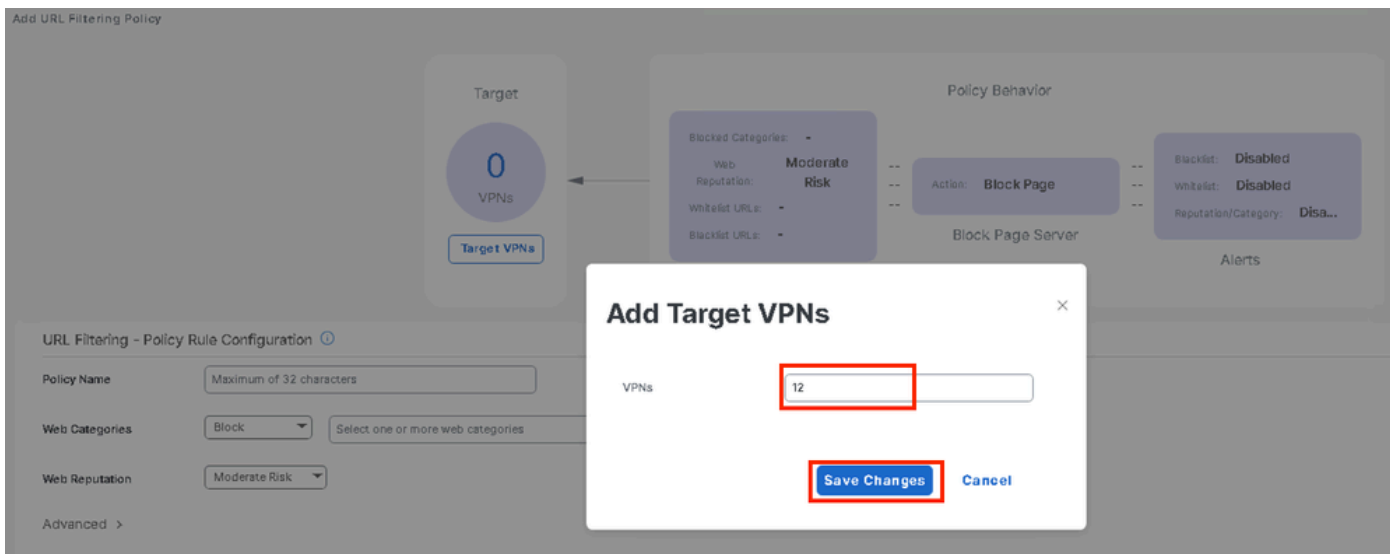 Add URL Filtering Policy
Target
0
VPNs
Target VPNs
Policy Behavior
Blocked Categories: -
Web Reputation: Moderate Risk
Whitelist URLs: -
Blacklist URLs: -
Action: Block Page
Block Page Server
Blacklist: Disabled
Whitelist: Disabled
Reputation/Category: Disa...
Alerts
Add Target VPNs
VPNs 12
Save Changes Cancel
URL Filtering - Policy Rule Configuration
Policy Name Maximum of 32 characters
Web Categories Block Select one or more web categories
Web Reputation Moderate Risk
Advanced >